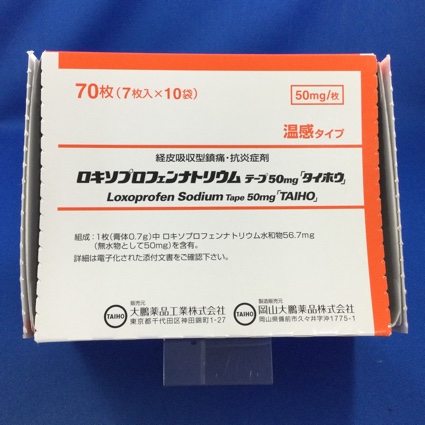 70枚(7枚入×10袋)
50mg/枚
温感タイプ
経皮吸収型鎮痛・抗炎症剤
ロキソプロフェンナトリウム テープ50mg「タイホウ」
Loxoprofen Sodium Tape 50mg「TAIHO」
組成:1枚(膏体0.7g)中 ロキソプロフェンナトリウム水和物56.7mg
(無水物として50mg)を含有。
詳細は電子化された添付文書をご確認下さい。
TAIHO
販売元
大鵬薬品工業株式会社
東京都千代田区神田錦町1-27
TAIHO
製造販売元
岡山大鵬薬品株式会社
岡山県備前市久々井字沖1775-1